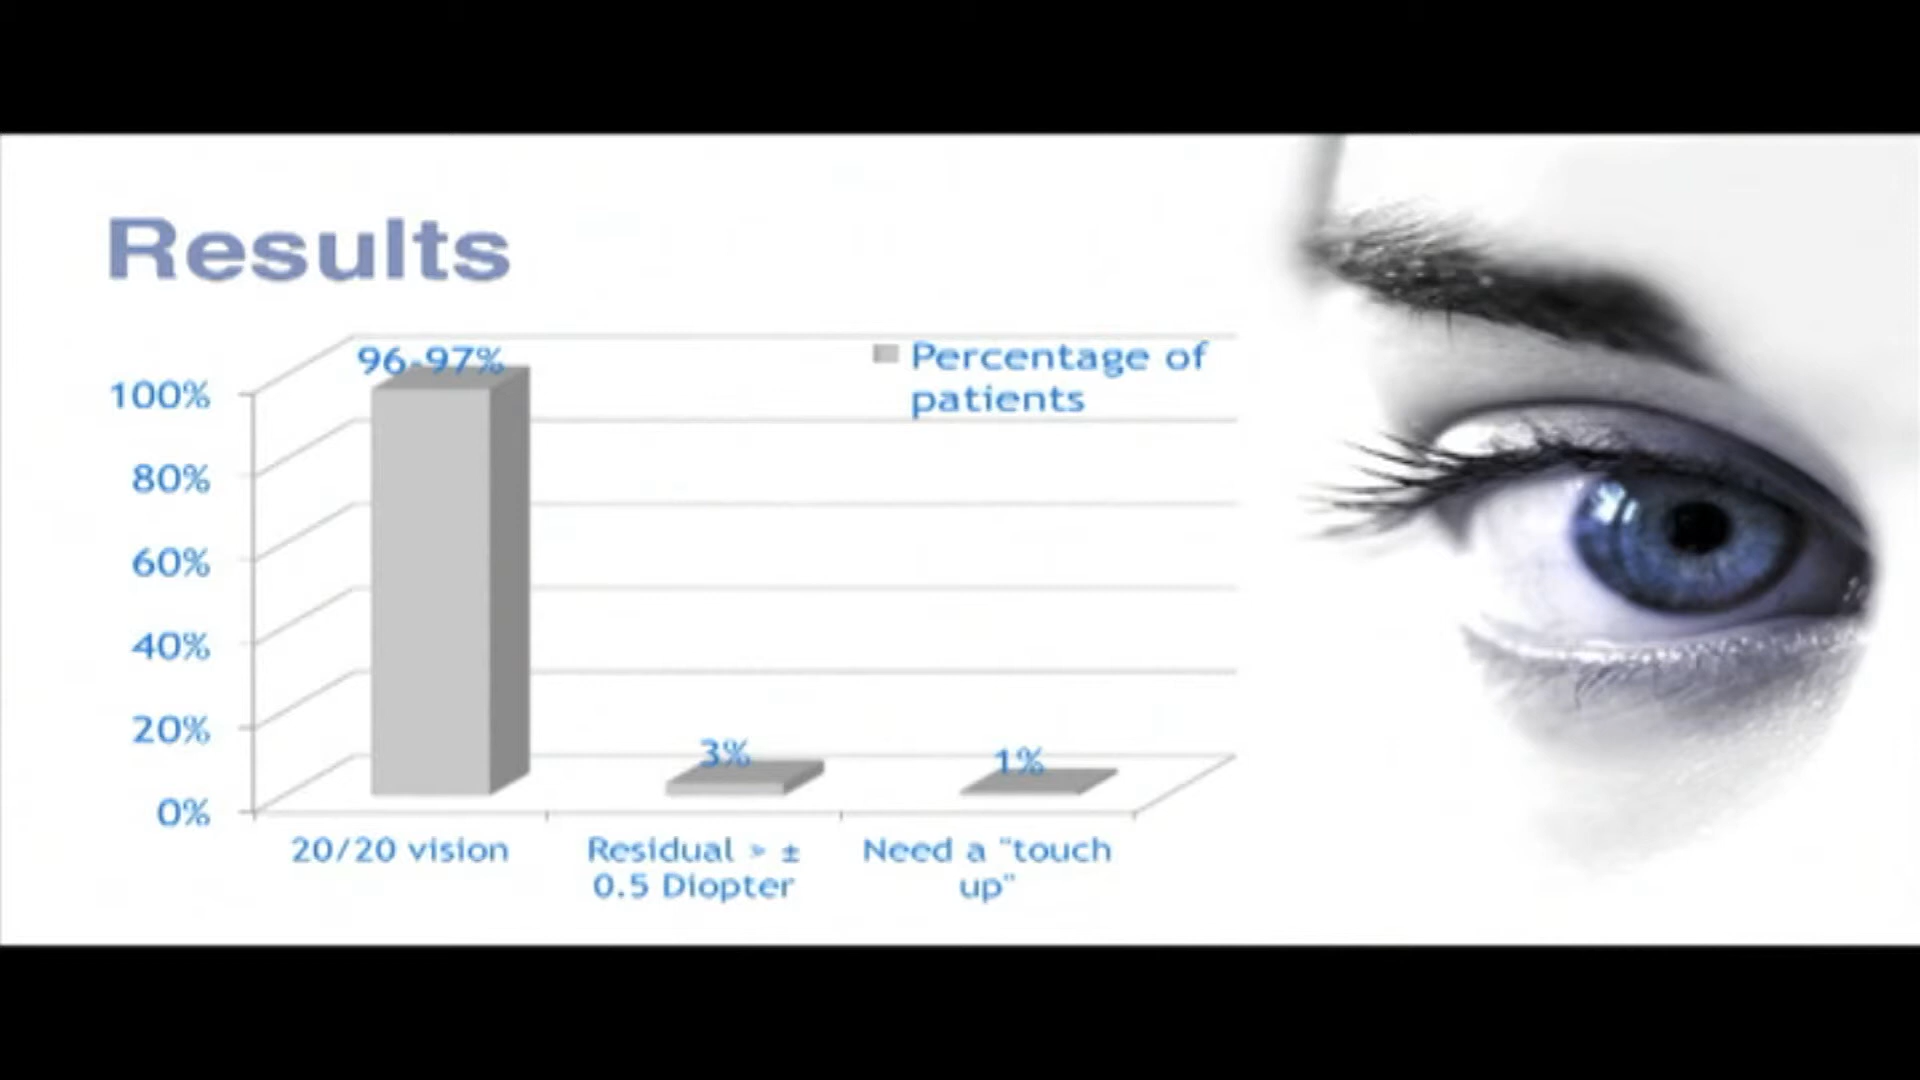 Results
96-97%
Percentage of
patients
100%
80%
60%
40%
20%
0%
3%
1%
20/20 vision
Residual > ±
0.5 Diopter
Need a "touch
up"